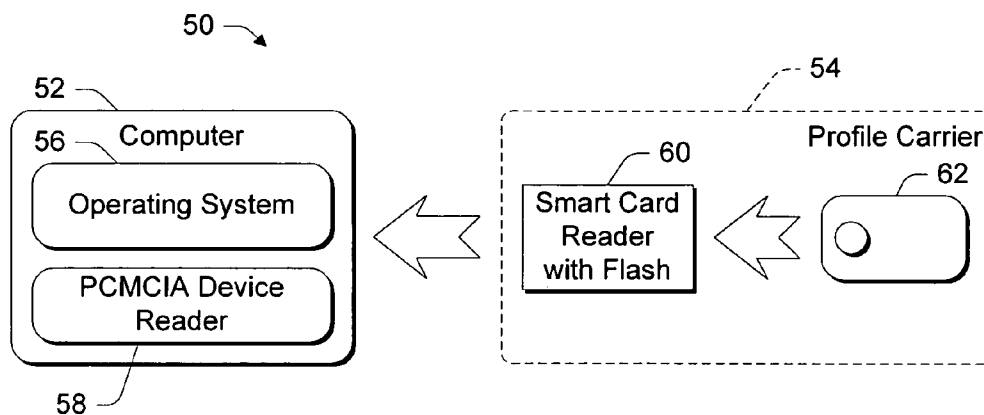 50
52
54
Computer
Profile Carrier
56
60
62
Operating System
Smart Card
Reader
with Flash
PCMCIA Device
Reader
58